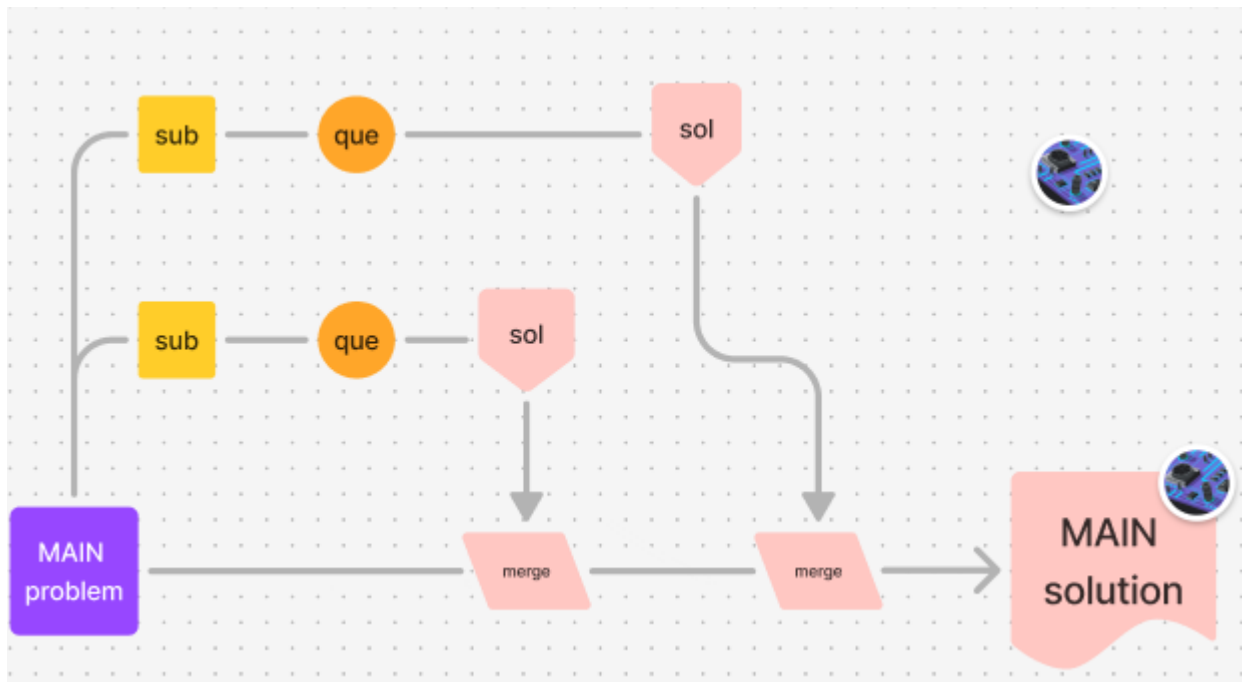 sub
que
sol
sub
que
sol
MAIN
problem
merge
merge
MAIN
solution